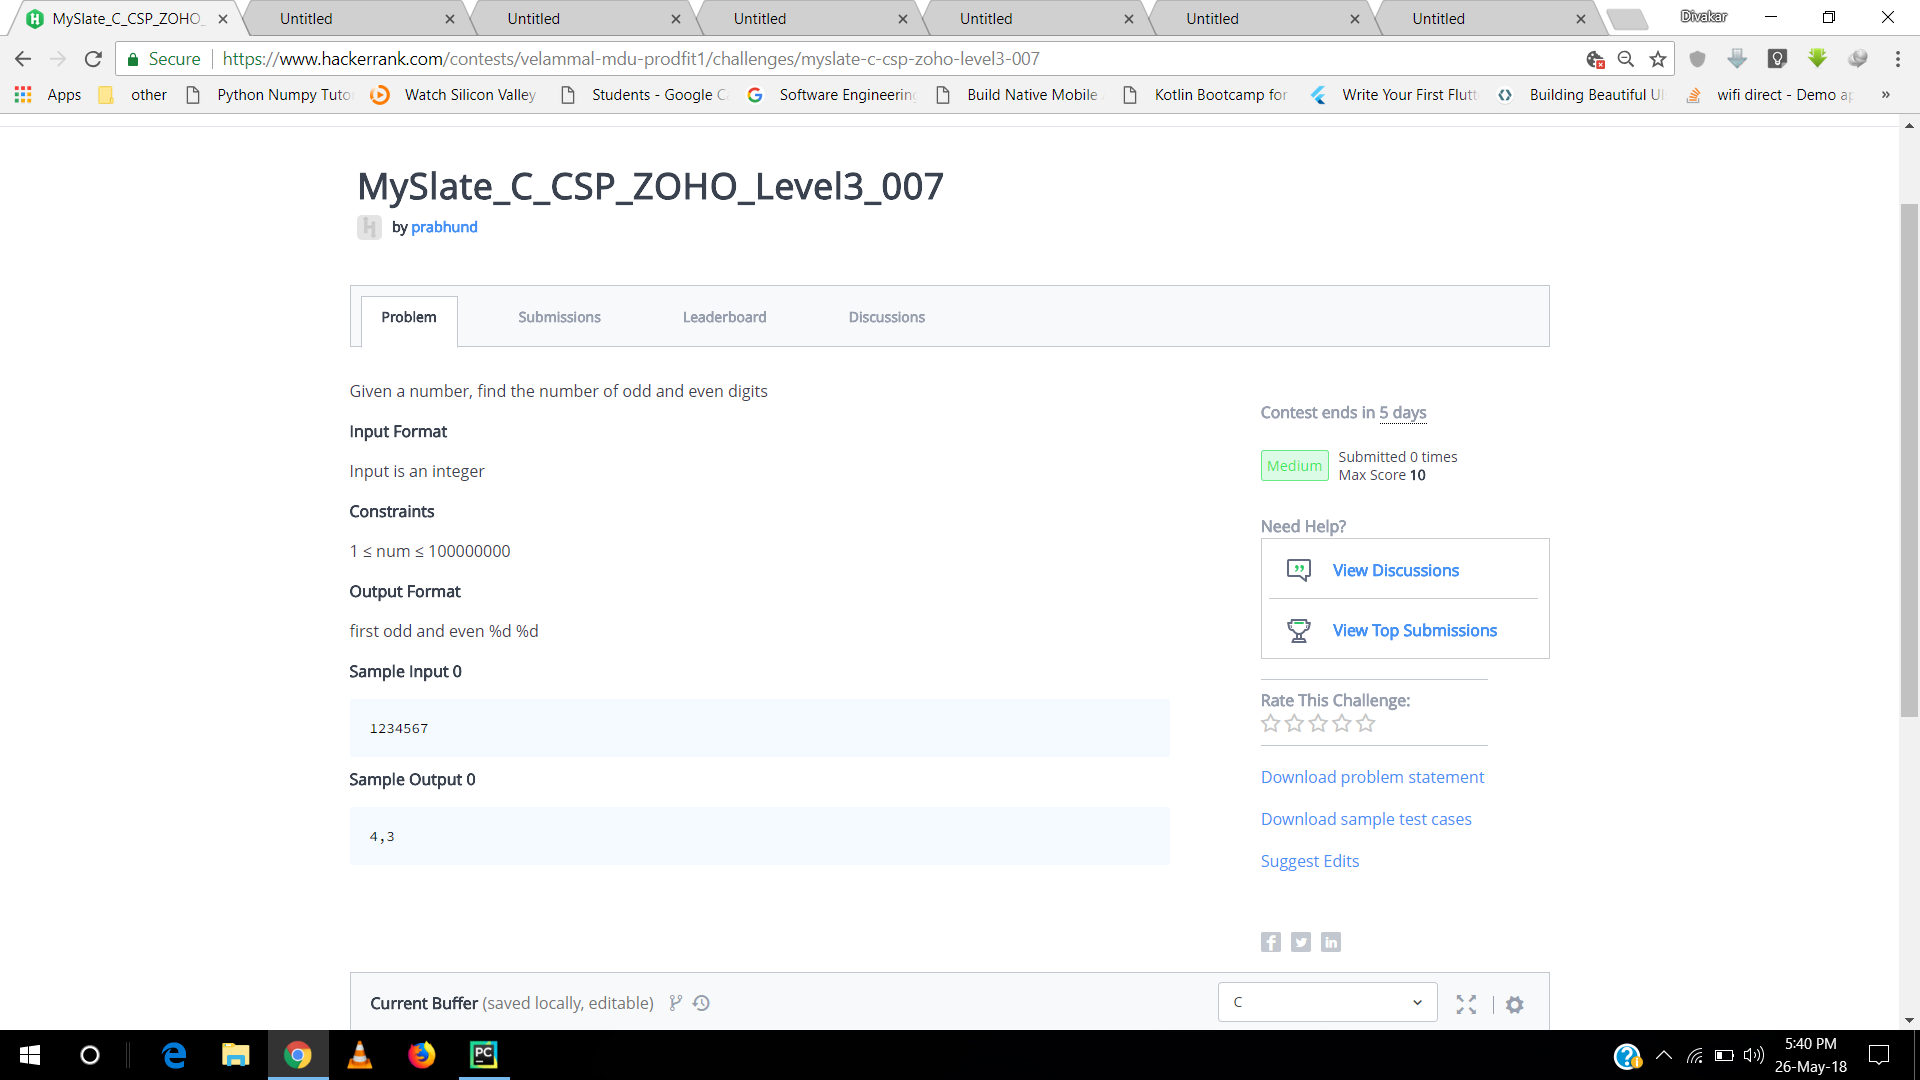 MySlate_C_CSP_ZOHO_
Untitled
Untitled
Untitled
Untitled
Untitled
Untitled
Divakar
Secure
https://www.hackerrank.com/contests/velammal-mdu-prodfit1/challenges/myslate-c-csp-zoho-level3-007
Apps
other
Python Numpy Tuto
Watch Silicon Valley
Students - Google C
Software Engineering
Build Native Mobile
Kotlin Bootcamp for
Write Your First Flutt
Building Beautiful UI
wifi direct - Demo ap
»
MySlate_C_CSP_ZOHO_Level3_007
by prabhund
Problem
Submissions
Leaderboard
Discussions
Given a number, find the number of odd and even digits
Input Format
Input is an integer
Constraints
1 ≤ num ≤ 100000000
Output Format
first odd and even %d %d
Sample Input 0
1234567
Sample Output 0
4,3
Contest ends in 5 days
Medium
Submitted 0 times
Max Score 10
Need Help?
View Discussions
View Top Submissions
Rate This Challenge:
Download problem statement
Download sample test cases
Suggest Edits
Current Buffer (saved locally, editable)
C
PC
5:40 PM
26-May-18